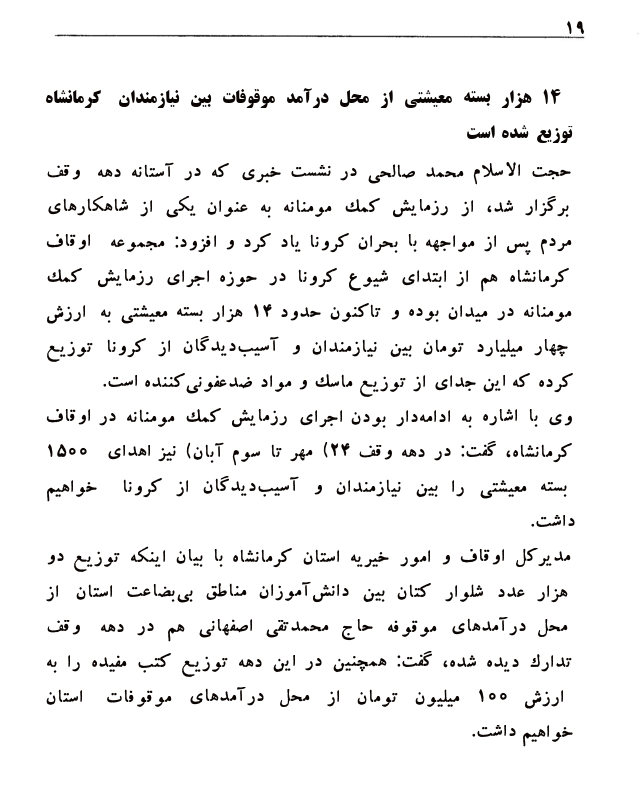 ۱۹
۱۴ هزار بسته معیشتی از محل درآمد موقوفات بین نیازمندان کرمانشاه
توزیع شده است
حجت الاسلام محمد صالحی در نشست خبری که در آستانه دهه وقف
برگزار شد، از رزمایش کمك مومنانه به عنوان یکی از شاهکارهای
مردم پس از مواجهه با بحران کرونا یاد کرد و افزود: مجموعه اوقاف
کرمانشاه هم از ابتدای شیوع کرونا در حوزه اجرای رزمایش کمك
مومنانه در میدان بوده و تاکنون حدود ۱۴ هزار بسته معیشتی به ارزش
چهار میلیارد تومان بین نیازمندان و آسیب‌دیدگان از کرونا توزیع
کرده که این جدای از توزیع ماسك و مواد ضدعفونی‌کننده است.
وی با اشاره به ادامه‌دار بودن اجرای رزمایش کمك مومنانه در اوقاف
کرمانشاه، گفت: در دهه وقف ۲۴) مهر تا سوم آبان) نیز اهدای ۱۵۰۰
بسته معیشتی را بین نیازمندان و آسیب‌دیدگان از کرونا خواهیم
داشت.
مدیرکل اوقاف و امور خیریه استان کرمانشاه با بیان اینکه توزیع دو
هزار عدد شلوار کتان بین دانش‌آموزان مناطق بی‌بضاعت استان از
محل درآمدهای موقوفه حاج محمدتقی اصفهانی هم در دهه وقف
تدارك دیده شده، گفت: همچنین در این دهه توزیع کتب مفیده را به
ارزش ۱۰۰ میلیون تومان از محل درآمدهای موقوفات استان
خواهیم داشت.